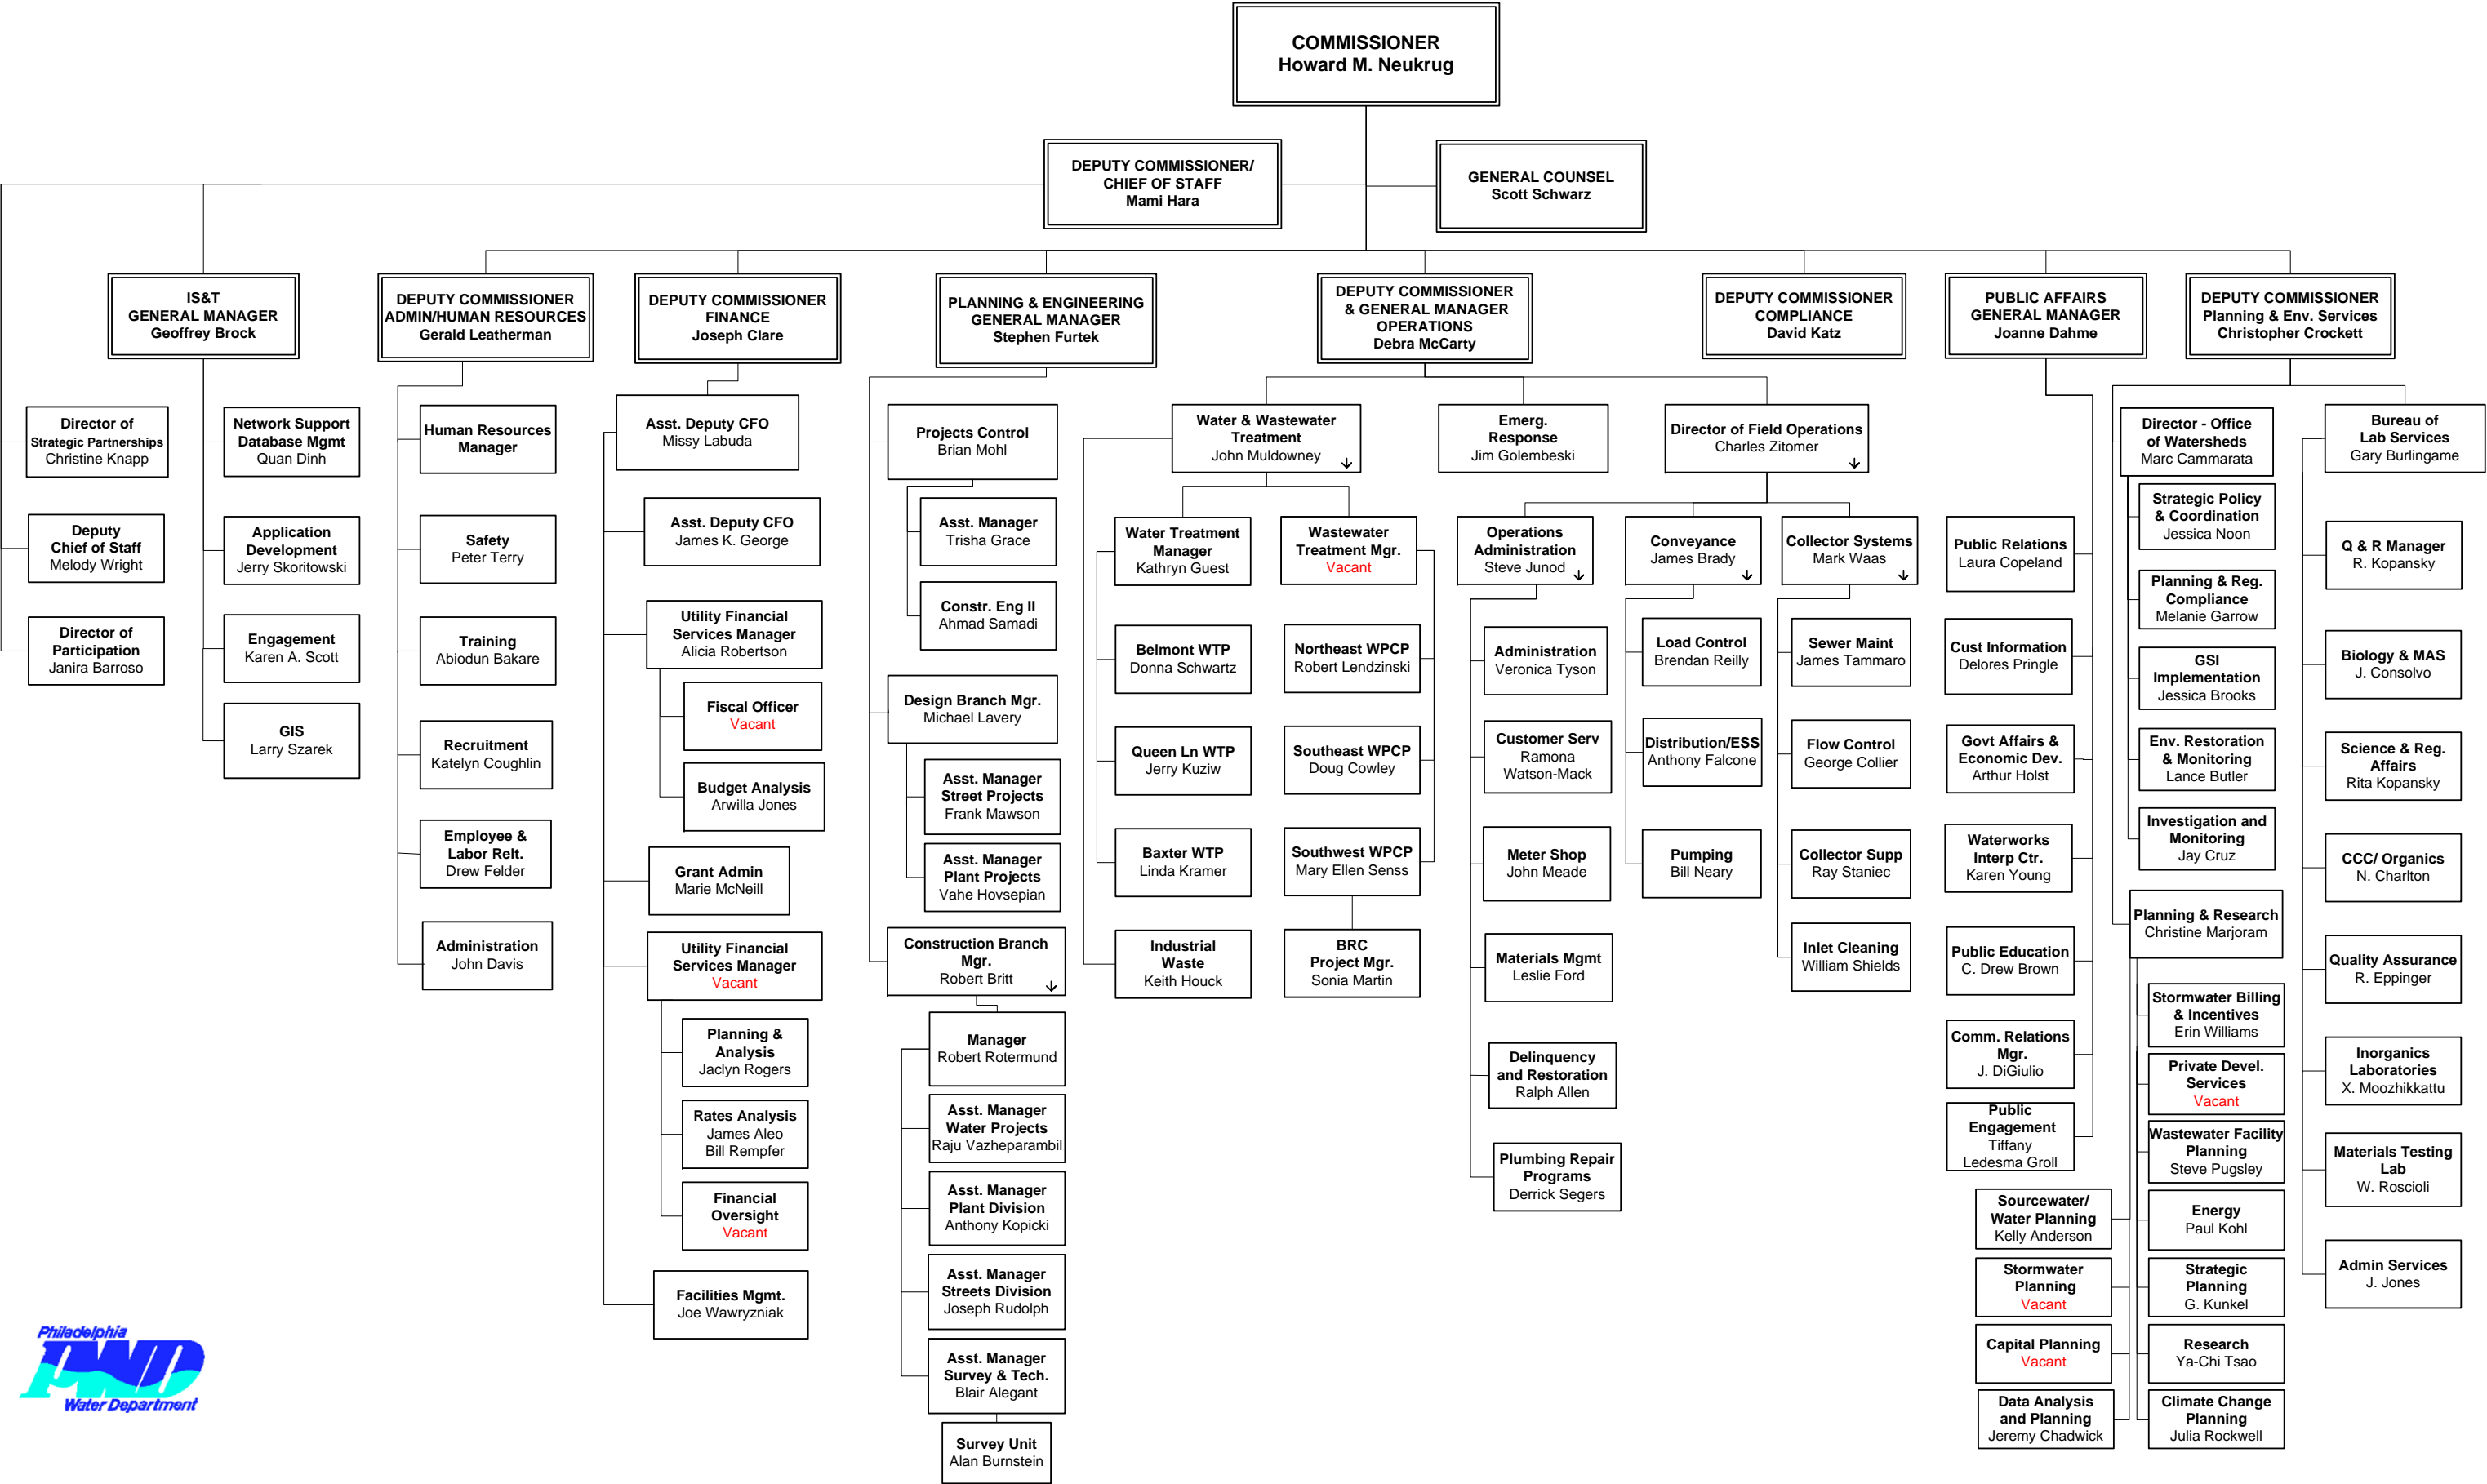 COMMISSIONER
Howard M. Neukrug
DEPUTY COMMISSIONER/
CHIEF OF STAFF
Mami Hara
GENERAL COUNSEL
Scott Schwarz
IS&T
GENERAL MANAGER
Geoffrey Brock
DEPUTY COMMISSIONER
ADMIN/HUMAN RESOURCES
Gerald Leatherman
DEPUTY COMMISSIONER
FINANCE
Joseph Clare
PLANNING & ENGINEERING
GENERAL MANAGER
Stephen Furtek
DEPUTY COMMISSIONER
& GENERAL MANAGER
OPERATIONS
Debra McCarty
DEPUTY COMMISSIONER
COMPLIANCE
David Katz
PUBLIC AFFAIRS
GENERAL MANAGER
Joanne Dahme
DEPUTY COMMISSIONER
Planning & Env. Services
Christopher Crockett
Director of
Strategic Partnerships
Christine Knapp
Deputy
Chief of Staff
Melody Wright
Director of
Participation
Janira Barroso
Network Support
Database Mgmt
Quan Dinh
Application
Development
Jerry Skoritowski
Engagement
Karen A. Scott
GIS
Larry Szarek
Human Resources
Manager
Safety
Peter Terry
Training
Abiodun Bakare
Recruitment
Katelyn Coughlin
Employee &
Labor Relt.
Drew Felder
Administration
John Davis
Asst. Deputy CFO
Missy Labuda
Asst. Deputy CFO
James K. George
Utility Financial
Services Manager
Alicia Robertson
Fiscal Officer
Vacant
Budget Analysis
Arwilla Jones
Grant Admin
Marie McNeill
Utility Financial
Services Manager
Vacant
Planning &
Analysis
Jaclyn Rogers
Rates Analysis
James Aleo
Bill Rempfer
Financial
Oversight
Vacant
Facilities Mgmt.
Joe Wawryzniak
Projects Control
Brian Mohl
Asst. Manager
Trisha Grace
Constr. Eng II
Ahmad Samadi
Design Branch Mgr.
Michael Lavery
Asst. Manager
Street Projects
Frank Mawson
Asst. Manager
Plant Projects
Vahe Hovsepian
Construction Branch
Mgr.
Robert Britt
Manager
Robert Rotermund
Asst. Manager
Water Projects
Raju Vazheparambil
Asst. Manager
Plant Division
Anthony Kopicki
Asst. Manager
Streets Division
Joseph Rudolph
Asst. Manager
Survey & Tech.
Blair Alegant
Survey Unit
Alan Burnstein
Water & Wastewater
Treatment
John Muldowney
Emerg.
Response
Jim Golembeski
Director of Field Operations
Charles Zitomer
Water Treatment
Manager
Kathryn Guest
Belmont WTP
Donna Schwartz
Queen Ln WTP
Jerry Kuziw
Baxter WTP
Linda Kramer
Industrial
Waste
Keith Houck
Wastewater
Treatment Mgr.
Vacant
Northeast WPCP
Robert Lendzinski
Southeast WPCP
Doug Cowley
Southwest WPCP
Mary Ellen Senss
BRC
Project Mgr.
Sonia Martin
Operations
Administration
Steve Junod
Administration
Veronica Tyson
Customer Serv
Ramona
Watson-Mack
Meter Shop
John Meade
Materials Mgmt
Leslie Ford
Delinquency
and Restoration
Ralph Allen
Plumbing Repair
Programs
Derrick Segers
Conveyance
James Brady
Load Control
Brendan Reilly
Distribution/ESS
Anthony Falcone
Pumping
Bill Neary
Collector Systems
Mark Waas
Sewer Maint
James Tammaro
Flow Control
George Collier
Collector Supp
Ray Staniec
Inlet Cleaning
William Shields
Public Relations
Laura Copeland
Cust Information
Delores Pringle
Govt Affairs &
Economic Dev.
Arthur Holst
Waterworks
Interp Ctr.
Karen Young
Public Education
C. Drew Brown
Comm. Relations
Mgr.
J. DiGiulio
Public
Engagement
Tiffany
Ledesma Groll
Director - Office
of Watersheds
Marc Cammarata
Strategic Policy
& Coordination
Jessica Noon
Planning & Reg.
Compliance
Melanie Garrow
GSI
Implementation
Jessica Brooks
Env. Restoration
& Monitoring
Lance Butler
Investigation and
Monitoring
Jay Cruz
Planning & Research
Christine Marjoram
Sourcewater/
Water Planning
Kelly Anderson
Stormwater
Planning
Vacant
Capital Planning
Vacant
Data Analysis
and Planning
Jeremy Chadwick
Stormwater Billing
& Incentives
Erin Williams
Private Devel.
Services
Vacant
Wastewater Facility
Planning
Steve Pugsley
Energy
Paul Kohl
Strategic
Planning
G. Kunkel
Research
Ya-Chi Tsao
Climate Change
Planning
Julia Rockwell
Bureau of
Lab Services
Gary Burlingame
Q & R Manager
R. Kopansky
Biology & MAS
J. Consolvo
Science & Reg.
Affairs
Rita Kopansky
CCC/ Organics
N. Charlton
Quality Assurance
R. Eppinger
Inorganics
Laboratories
X. Moozhikkattu
Materials Testing
Lab
W. Roscioli
Admin Services
J. Jones
Philadelphia
PWD
Water Department